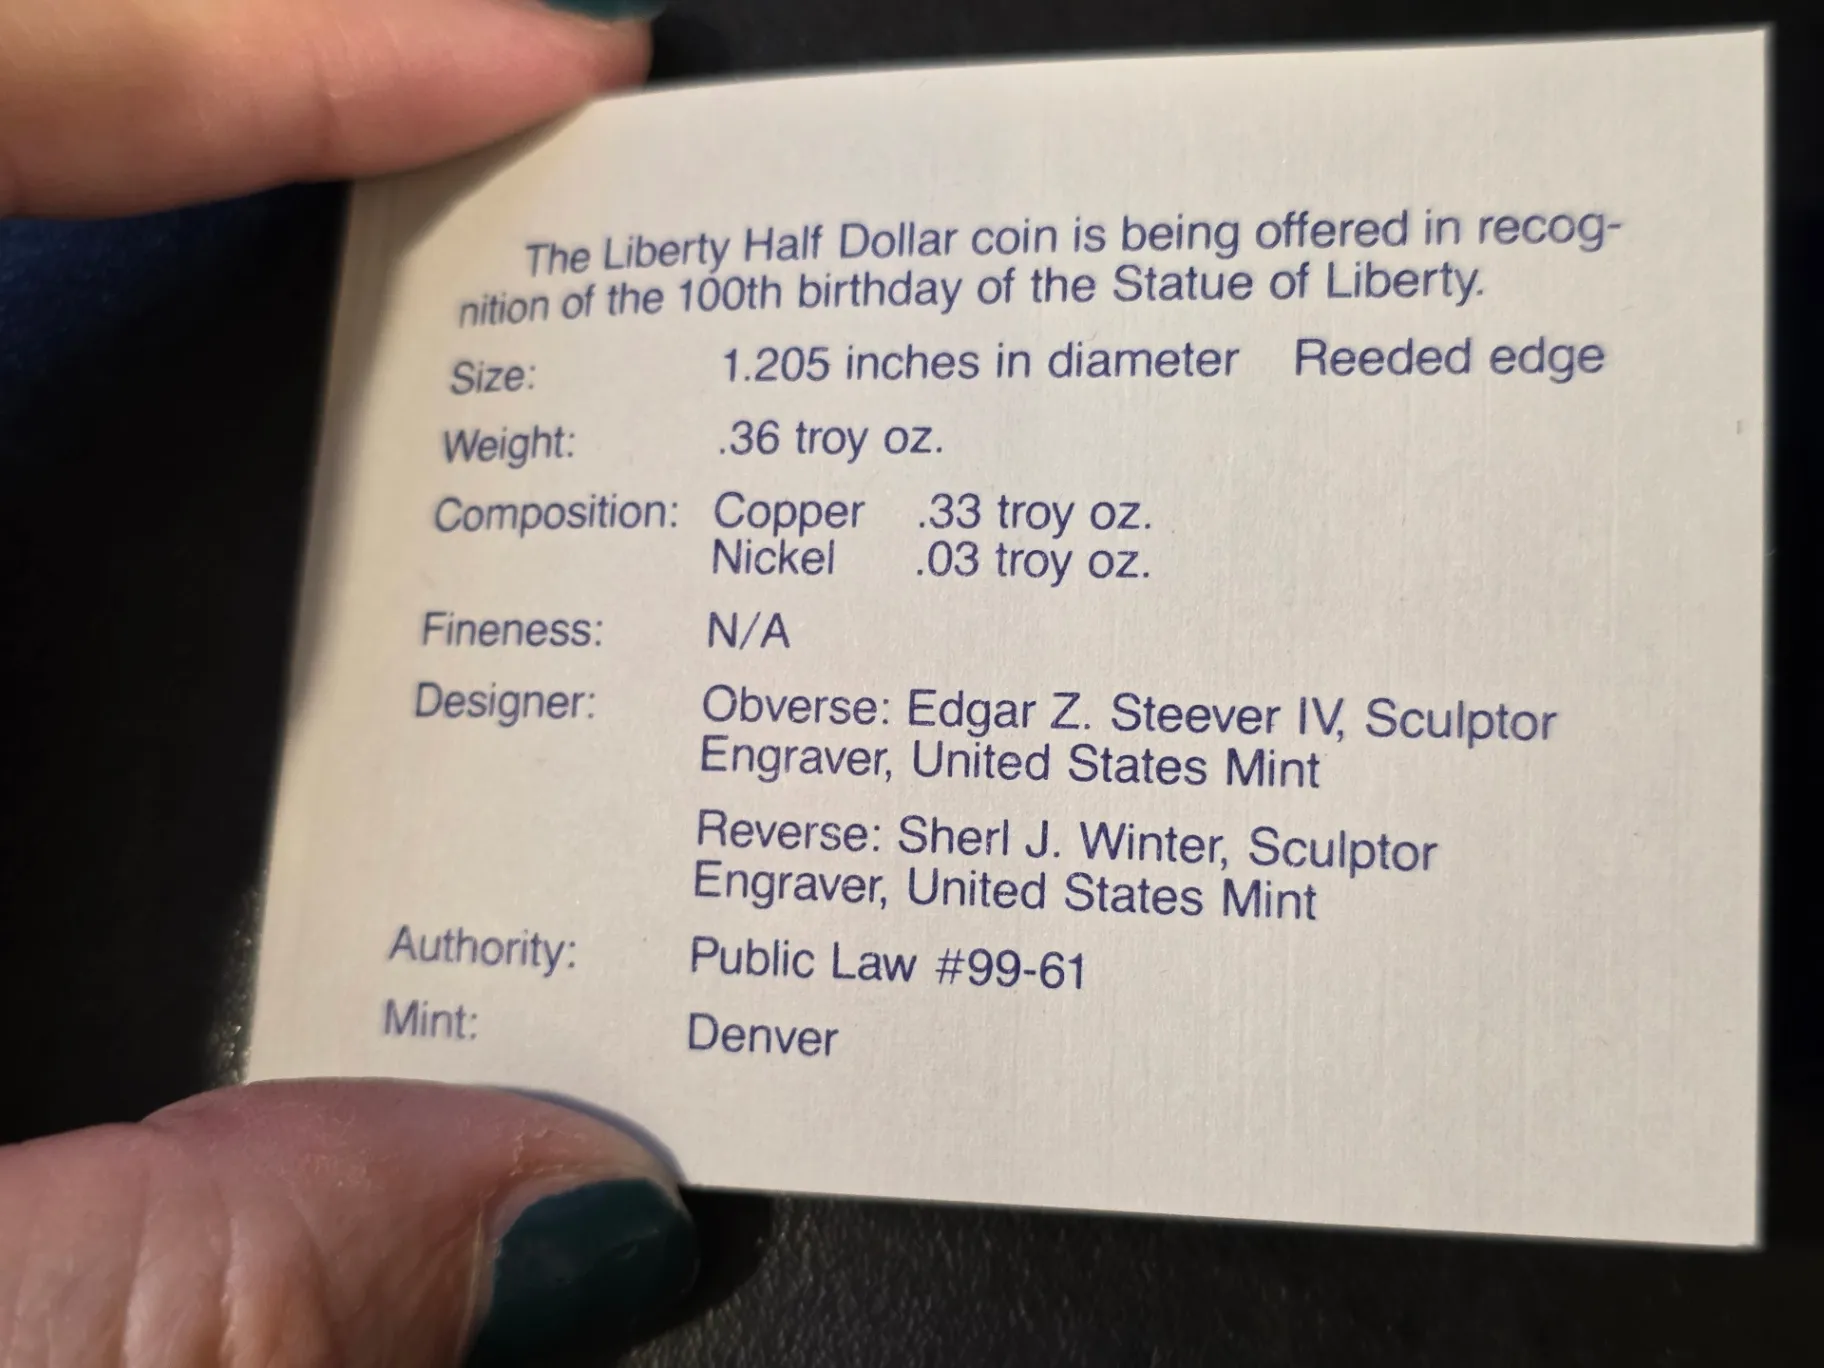 The Liberty Half Dollar coin is being offered in recog-
nition of the 100th birthday of the Statue of Liberty.
Size: 1.205 inches in diameter Reeded edge
Weight: .36 troy oz.
Composition: Copper .33 troy oz.
Nickel .03 troy oz.
Fineness: N/A
Designer: Obverse: Edgar Z. Steever IV, Sculptor
Engraver, United States Mint
Reverse: Sherl J. Winter, Sculptor
Engraver, United States Mint
Authority: Public Law #99-61
Mint: Denver